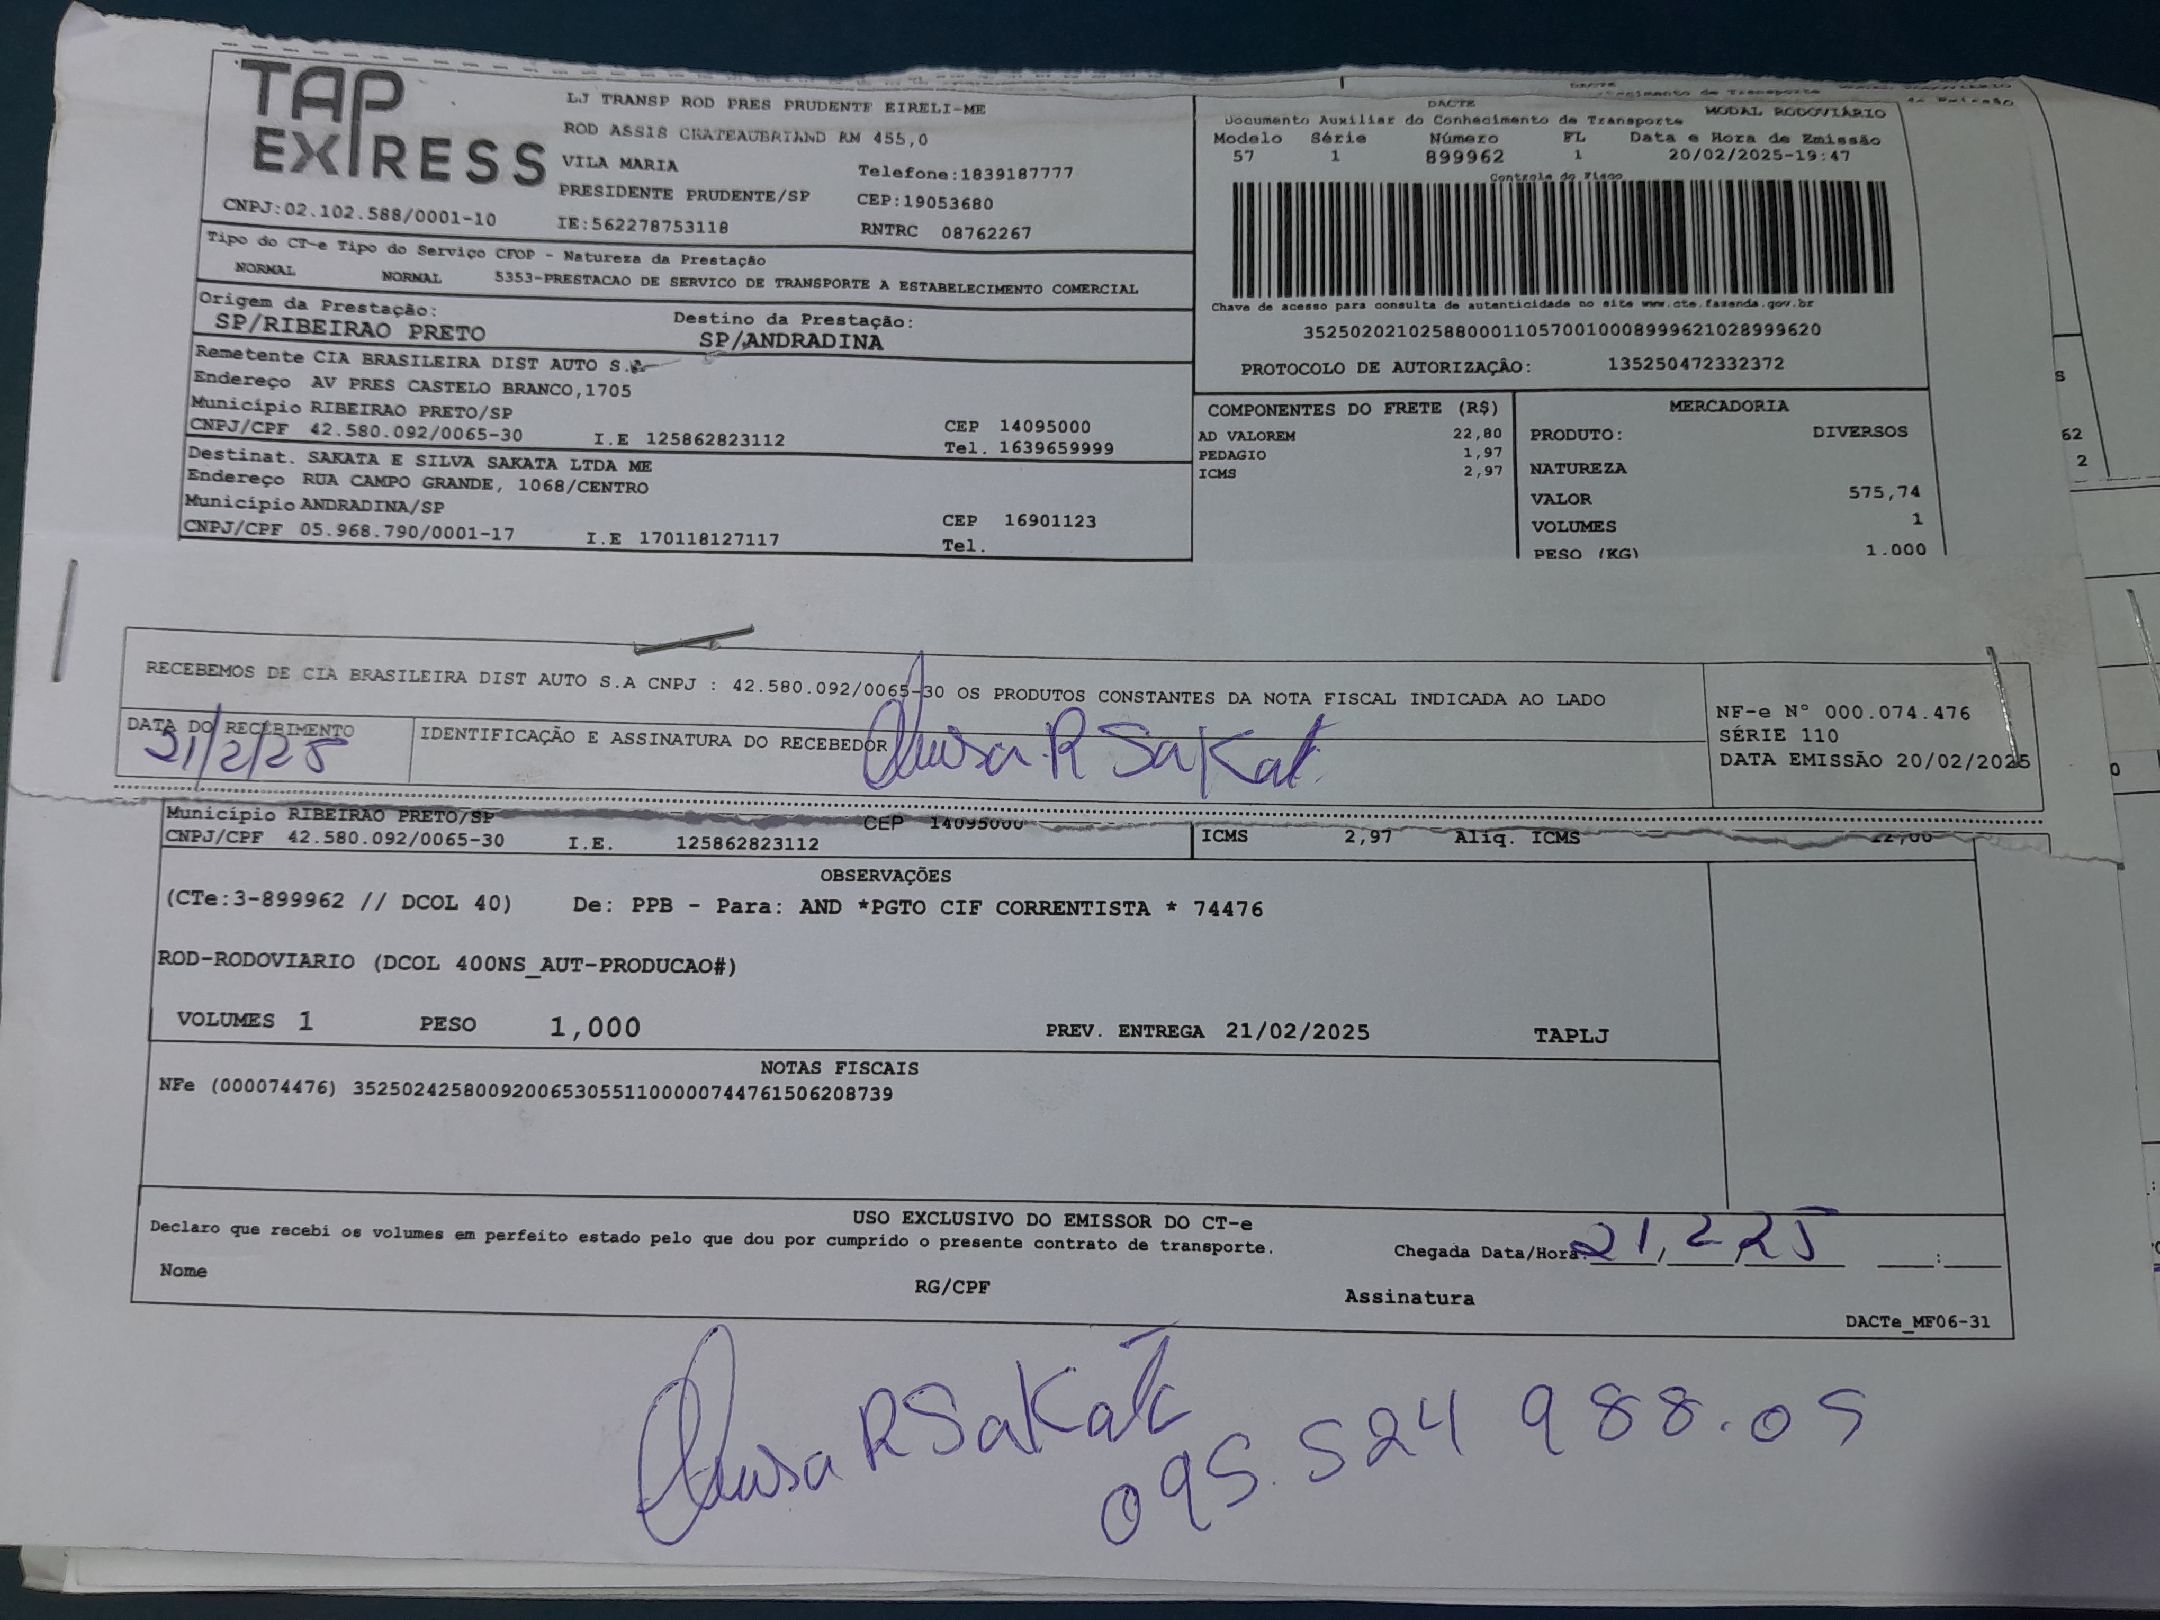 TAP EXPRESS
LJ TRANSP ROD PRES PRUDENTE EIRELI-ME
ROD ASSIS CHATEAUBRIAND KM 455,0
VILA MARIA Telefone:1839187777
PRESIDENTE PRUDENTE/SP CEP:19053680
CNPJ:02.102.588/0001-10 IE:562278753118 RNTRC 08762267
Tipo do CT-e Tipo do Serviço CFOP - Natureza da Prestação
NORMAL NORMAL 5353-PRESTACAO DE SERVICO DE TRANSPORTE A ESTABELECIMENTO COMERCIAL
Origem da Prestação: Destino da Prestação:
SP/RIBEIRAO PRETO SP/ANDRADINA
Remetente CIA BRASILEIRA DIST AUTO S.A
Endereço AV PRES CASTELO BRANCO,1705
Município RIBEIRAO PRETO/SP CEP 14095000
CNPJ/CPF 42.580.092/0065-30 I.E 125862823112 Tel. 1639659999
Destinat. SAKATA E SILVA SAKATA LTDA ME
Endereço RUA CAMPO GRANDE, 1068/CENTRO
Município ANDRADINA/SP CEP 16901123
CNPJ/CPF 05.968.790/0001-17 I.E 170118127117 Tel.
DACTE MODAL RODOVIÁRIO
Documento Auxiliar do Conhecimento de Transporte
Modelo Série Número FL Data e Hora de Emissão
57 1 899962 1 20/02/2025-19:47
Controle do Fisco
Chave de acesso para consulta de autenticidade no site www.cte.fazenda.gov.br
35250202102588000110570010008999621028999620
PROTOCOLO DE AUTORIZAÇÃO: 135250472332372
COMPONENTES DO FRETE (R$)
AD VALOREM 22,80
PEDAGIO 1,97
ICMS 2,97
MERCADORIA
PRODUTO: DIVERSOS
NATUREZA
VALOR 575,74
VOLUMES 1
PESO (KG) 1.000
RECEBEMOS DE CIA BRASILEIRA DIST AUTO S.A CNPJ : 42.580.092/0065-30 OS PRODUTOS CONSTANTES DA NOTA FISCAL INDICADA AO LADO
DATA DO RECEBIMENTO IDENTIFICAÇÃO E ASSINATURA DO RECEBEDOR
21/2/25 R Sakata
NF-e N° 000.074.476
SÉRIE 110
DATA EMISSÃO 20/02/2025
Município RIBEIRAO PRETO/SP CEP 14095000
CNPJ/CPF 42.580.092/0065-30 I.E. 125862823112 ICMS 2,97 Aliq. ICMS 12,00
OBSERVAÇÕES
(CTe:3-899962 // DCOL 40) De: PPB - Para: AND *PGTO CIF CORRENTISTA * 74476
ROD-RODOVIARIO (DCOL 400NS_AUT-PRODUCAO#)
VOLUMES 1 PESO 1,000 PREV. ENTREGA 21/02/2025 TAPLJ
NOTAS FISCAIS
NFe (000074476) 35250242580092006530551100000744761506208739
USO EXCLUSIVO DO EMISSOR DO CT-e
Declaro que recebi os volumes em perfeito estado pelo que dou por cumprido o presente contrato de transporte.
Chegada Data/Hora: 21,2,25 :
Nome RG/CPF Assinatura
DACTe_MF06-31
R Sakata
095.524 988.05